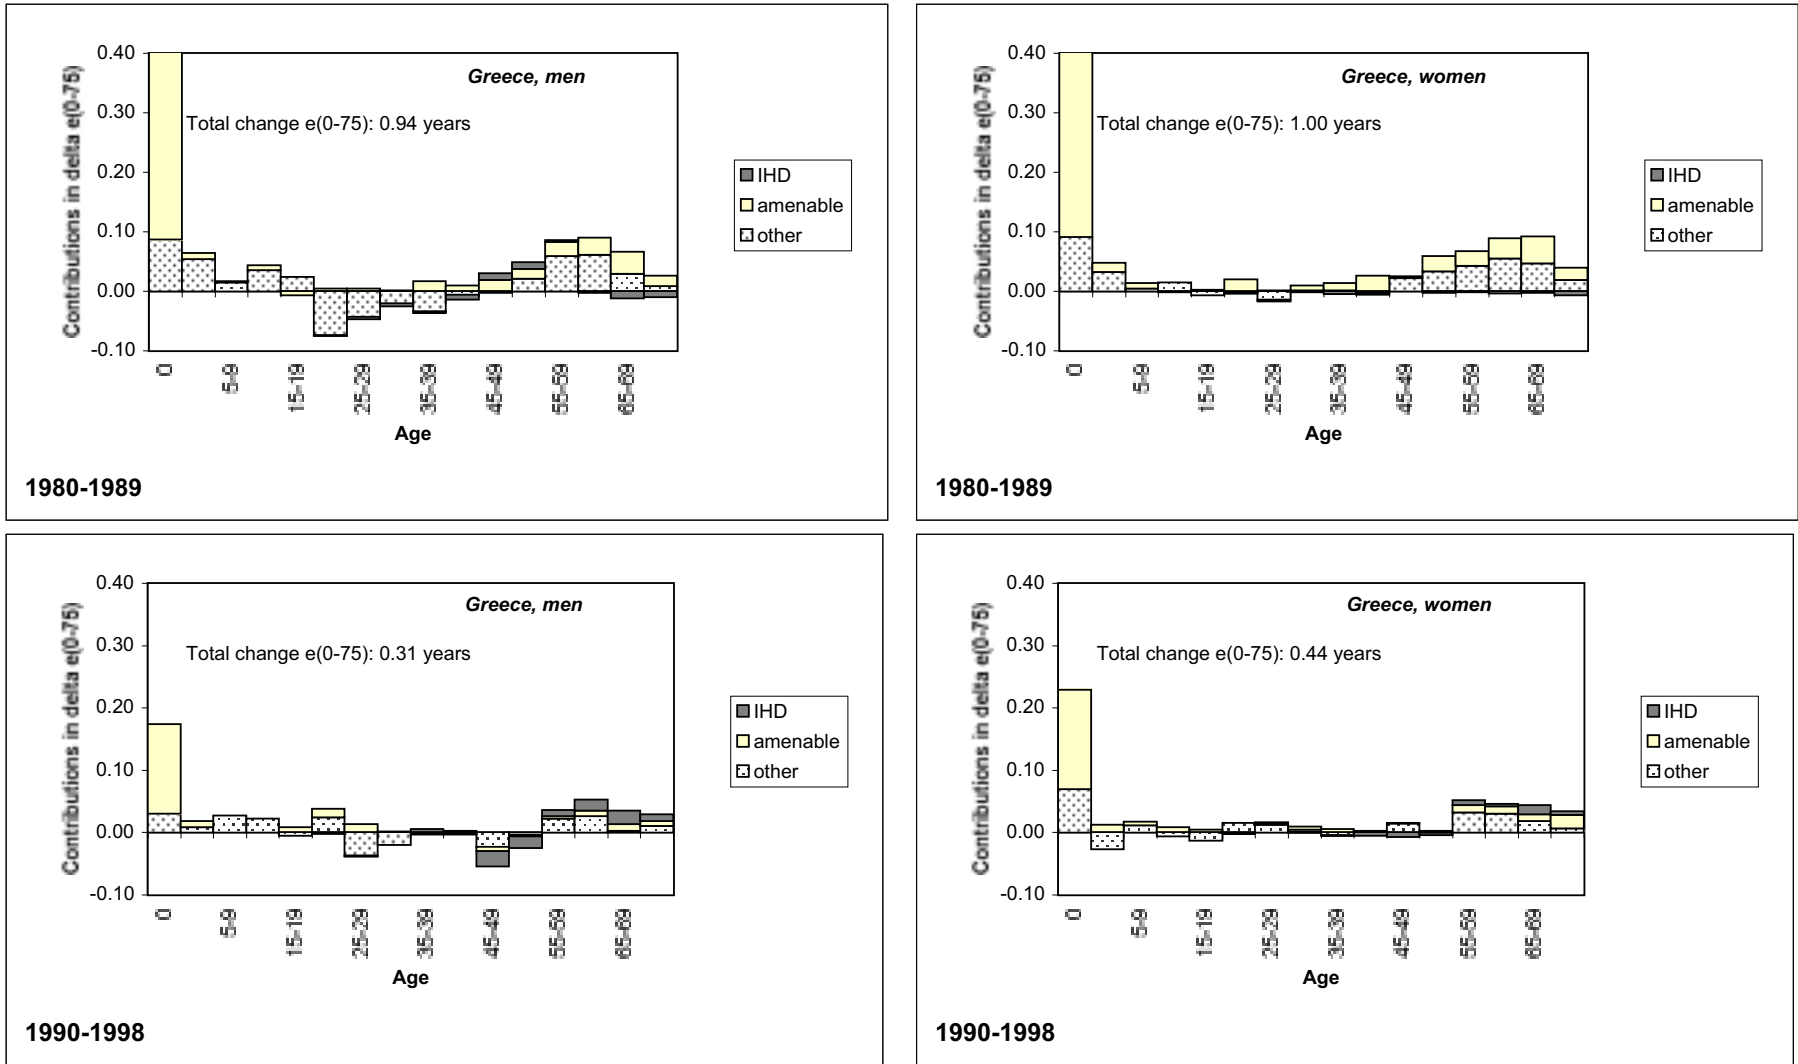 Contributions in delta e(0-75)
0.40
0.30
0.20
0.10
0.00
-0.10
Greece, men
Total change e(0-75): 0.94 years
IHD
amenable
other
0
5-9
15-19
25-29
35-39
45-49
55-59
65-69
Age
1980-1989
Contributions in delta e(0-75)
0.40
0.30
0.20
0.10
0.00
-0.10
Greece, women
Total change e(0-75): 1.00 years
IHD
amenable
other
0
5-9
15-19
25-29
35-39
45-49
55-59
65-69
Age
1980-1989
Contributions in delta e(0-75)
0.40
0.30
0.20
0.10
0.00
-0.10
Greece, men
Total change e(0-75): 0.31 years
IHD
amenable
other
0
5-9
15-19
25-29
35-39
45-49
55-59
65-69
Age
1990-1998
Contributions in delta e(0-75)
0.40
0.30
0.20
0.10
0.00
-0.10
Greece, women
Total change e(0-75): 0.44 years
IHD
amenable
other
0
5-9
15-19
25-29
35-39
45-49
55-59
65-69
Age
1990-1998